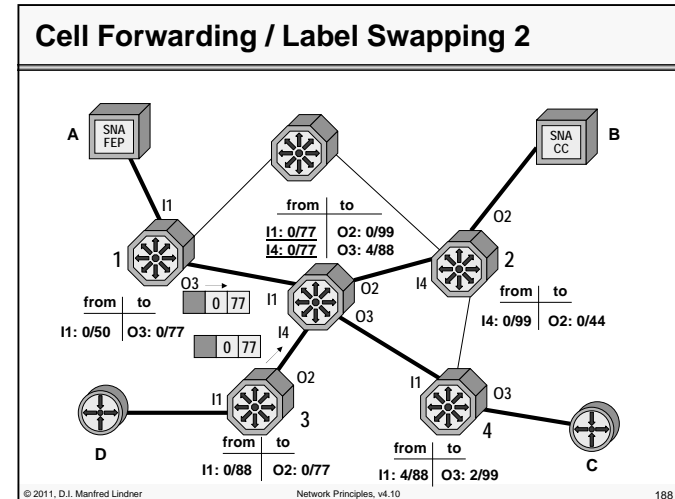 Cell Forwarding / Label Swapping 2
A
SNA
FEP
SNA
CC
B
I1
from to
I1: 0/77 O2: 0/99
I4: 0/77 O3: 4/88
O2
1
2
O3
0 77
I1
O2
I4
O3
from to
I1: 0/50 O3: 0/77
from to
I4: 0/99 O2: 0/44
0 77
I4
O2
I1
3
I1
O3
4
D
from to
I1: 0/88 O2: 0/77
from to
I1: 4/88 O3: 2/99
C
© 2011, D.I. Manfred Lindner
Network Principles, v4.10
188